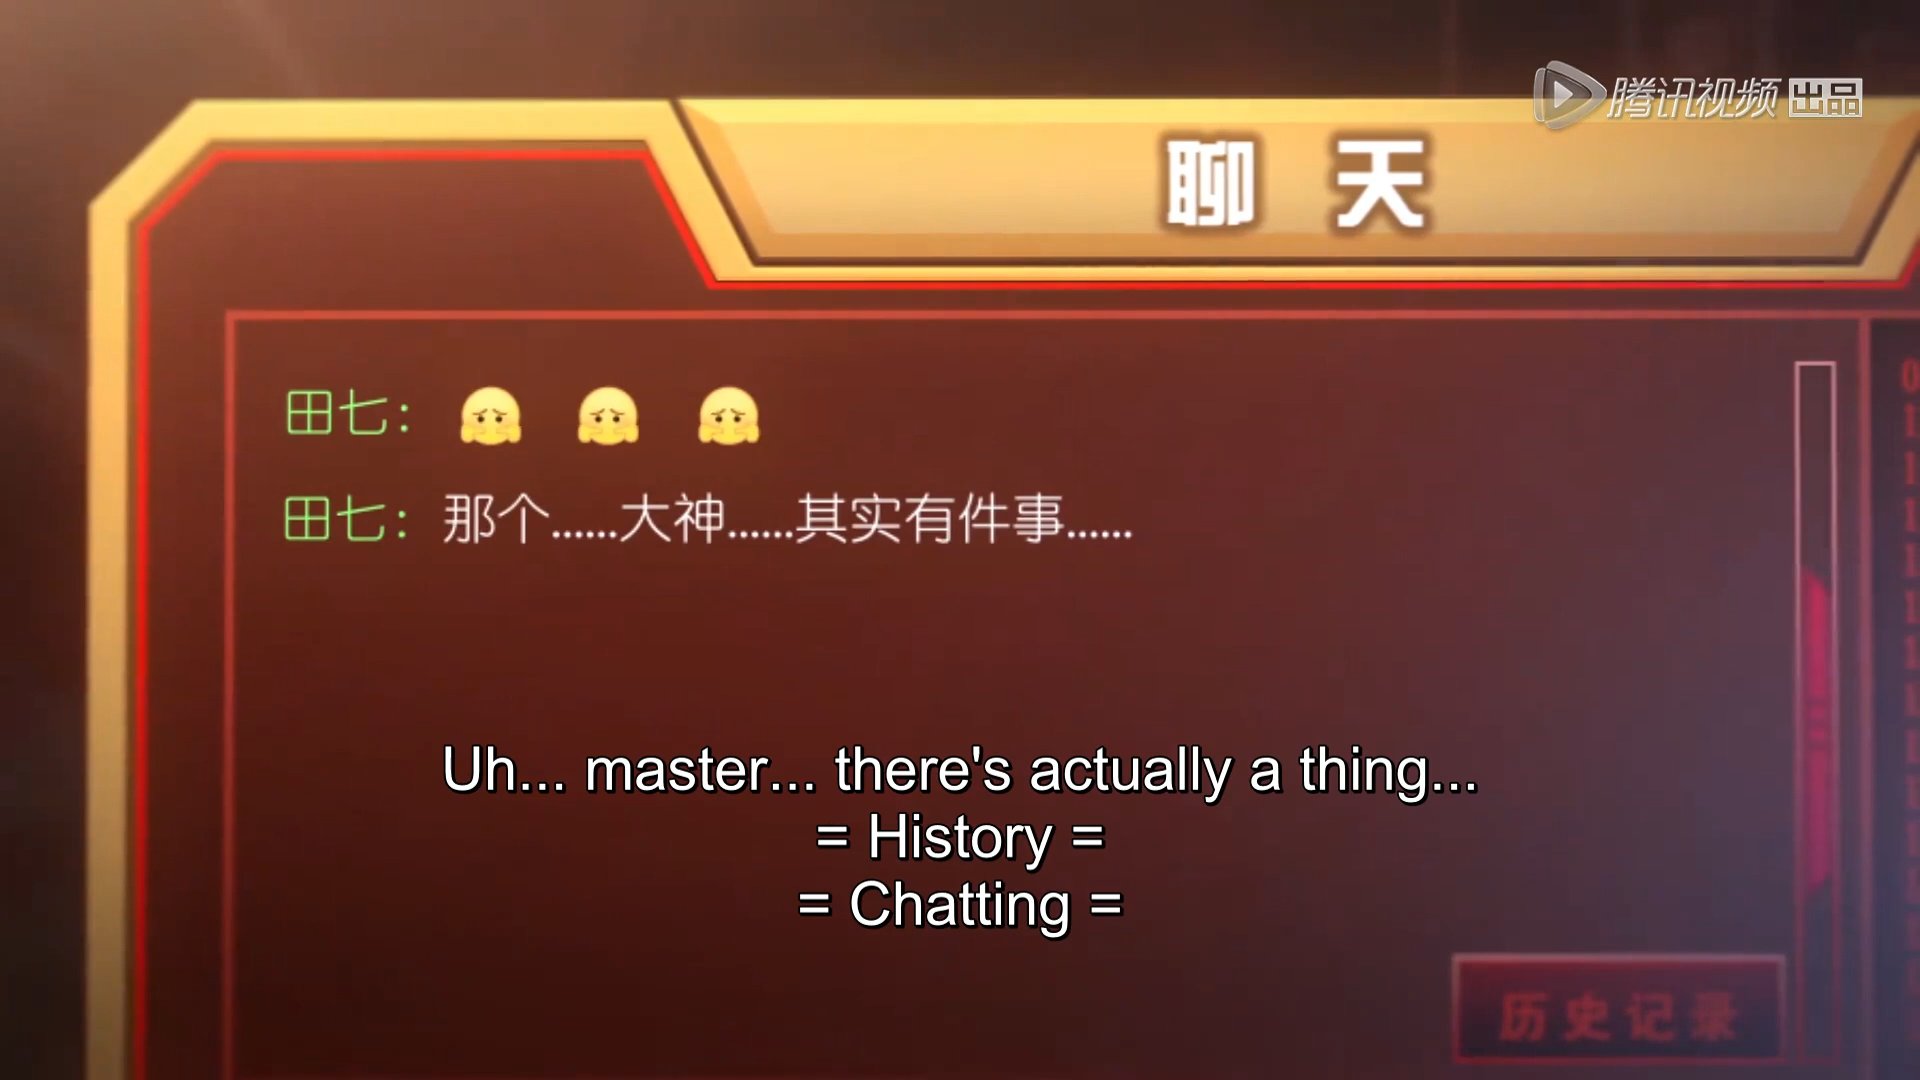 腾讯视频 出品
聊天
田七：
田七：那个......大神......其实有件事......
Uh... master... there's actually a thing...
= History =
= Chatting =
历史记录